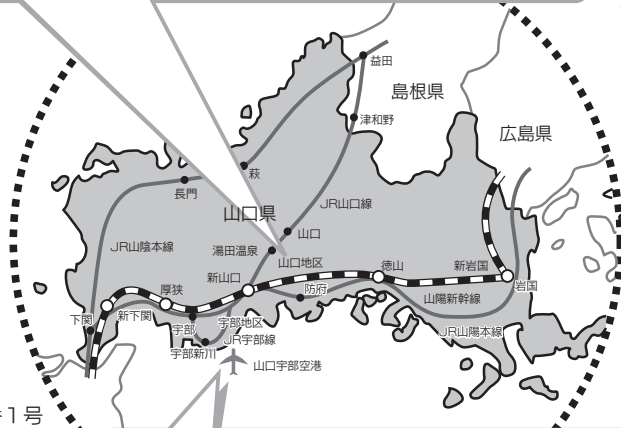 益田
島根県
津和野
広島県
萩
長門
山口県
JR山口線
山口
JR山陰本線
湯田温泉
山口地区
新山口
徳山
新岩国
岩国
厚狭
防府
山陽新幹線
下関
新下関
宇部
宇部地区
JR山陽本線
JR宇部線
宇部新川
山口宇部空港
1号